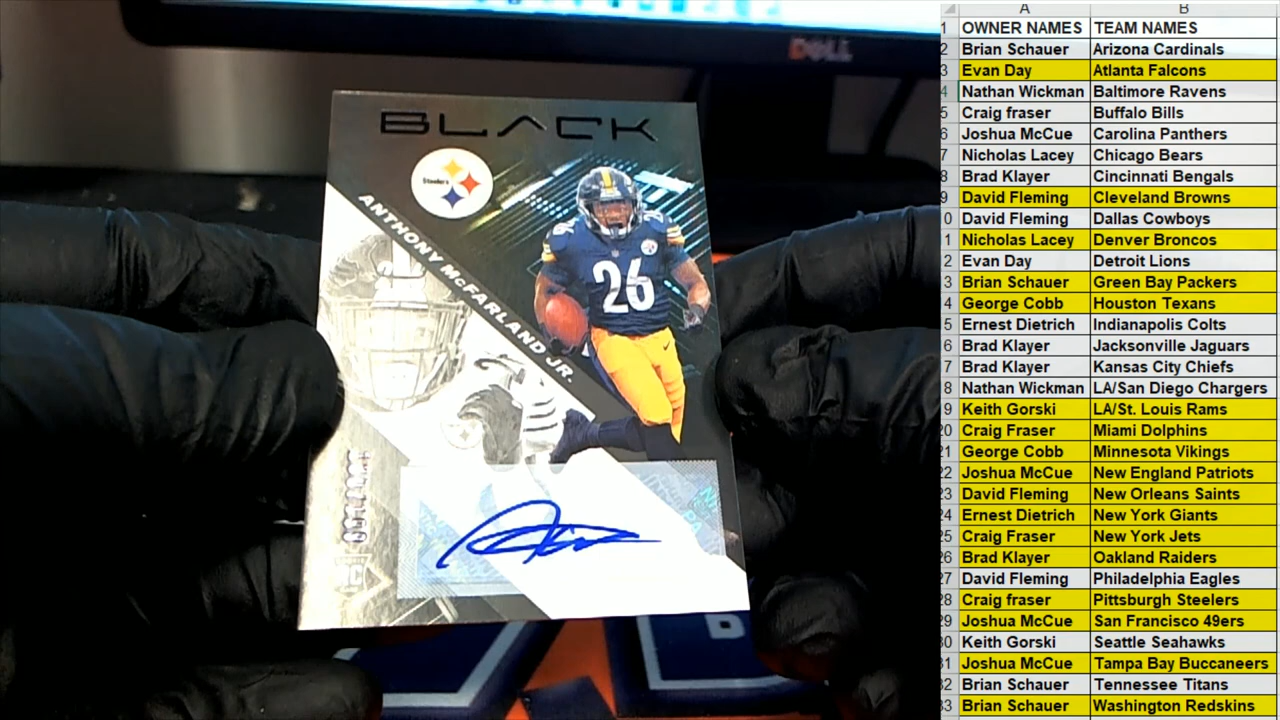 DELL
BLACK
Steelers
ANTHONY McFARLAND JR.
26
26
RC
B
A B
1 OWNER NAMES TEAM NAMES
2 Brian Schauer Arizona Cardinals
3 Evan Day Atlanta Falcons
4 Nathan Wickman Baltimore Ravens
5 Craig fraser Buffalo Bills
6 Joshua McCue Carolina Panthers
7 Nicholas Lacey Chicago Bears
8 Brad Klayer Cincinnati Bengals
9 David Fleming Cleveland Browns
0 David Fleming Dallas Cowboys
1 Nicholas Lacey Denver Broncos
2 Evan Day Detroit Lions
3 Brian Schauer Green Bay Packers
4 George Cobb Houston Texans
5 Ernest Dietrich Indianapolis Colts
6 Brad Klayer Jacksonville Jaguars
7 Brad Klayer Kansas City Chiefs
8 Nathan Wickman LA/San Diego Chargers
9 Keith Gorski LA/St. Louis Rams
20 Craig Fraser Miami Dolphins
21 George Cobb Minnesota Vikings
22 Joshua McCue New England Patriots
23 David Fleming New Orleans Saints
24 Ernest Dietrich New York Giants
25 Craig Fraser New York Jets
26 Brad Klayer Oakland Raiders
27 David Fleming Philadelphia Eagles
28 Craig fraser Pittsburgh Steelers
29 Joshua McCue San Francisco 49ers
30 Keith Gorski Seattle Seahawks
31 Joshua McCue Tampa Bay Buccaneers
32 Brian Schauer Tennessee Titans
33 Brian Schauer Washington Redskins